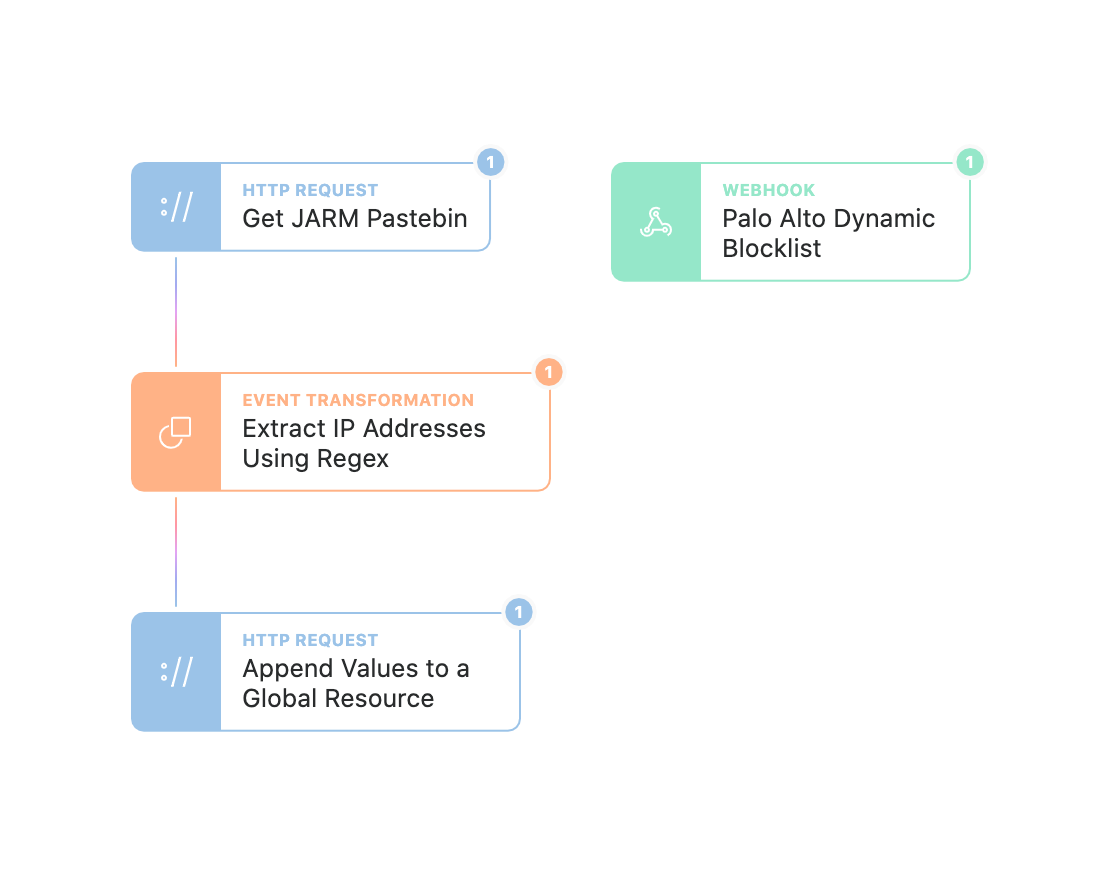 1
HTTP REQUEST
Get JARM Pastebin
1
WEBHOOK
Palo Alto Dynamic
Blocklist
1
EVENT TRANSFORMATION
Extract IP Addresses
Using Regex
1
HTTP REQUEST
Append Values to a
Global Resource